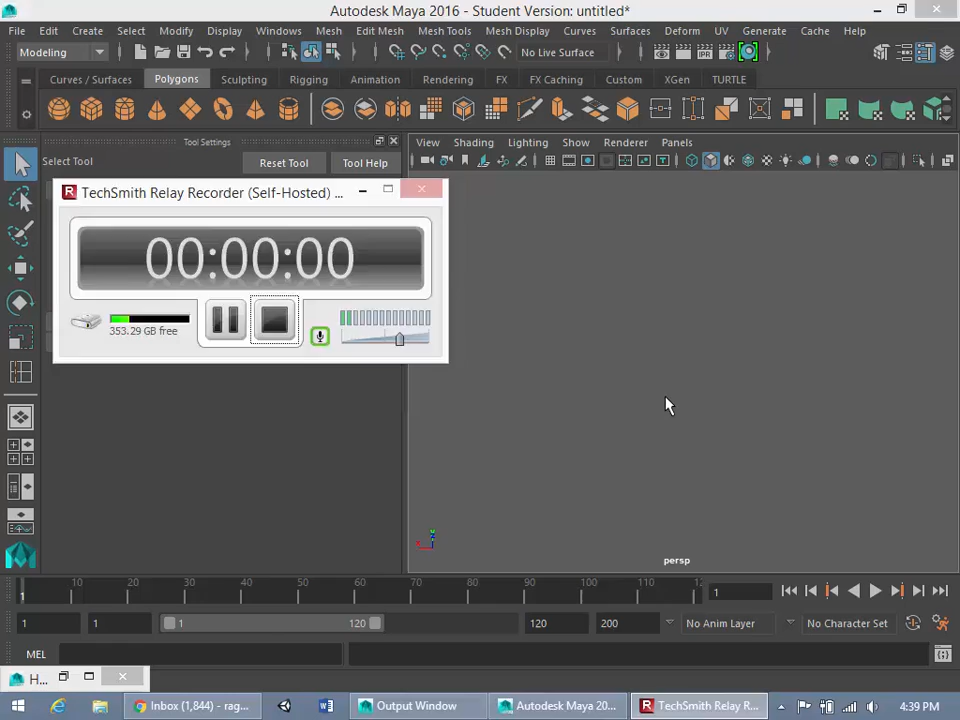 Autodesk Maya 2016 - Student Version: untitled*
File Edit Create Select Modify Display Windows Mesh Edit Mesh Mesh Tools Mesh Display Curves Surfaces Deform UV Generate Cache Help
Modeling No Live Surface IPR
Curves / Surfaces Polygons Sculpting Rigging Animation Rendering FX FX Caching Custom XGen TURTLE
Tool Settings
View Shading Lighting Show Renderer Panels
Select Tool Reset Tool Tool Help
R TechSmith Relay Recorder (Self-Hosted) ...
00:00:00
353.29 GB free
persp
10 20 30 40 50 60 70 80 90 100 110 12
1 1
1 1 1 120 120 200 No Anim Layer No Character Set
MEL
H...
Inbox (1,844) - rag... Output Window Autodesk Maya 20... R TechSmith Relay R... 4:39 PM